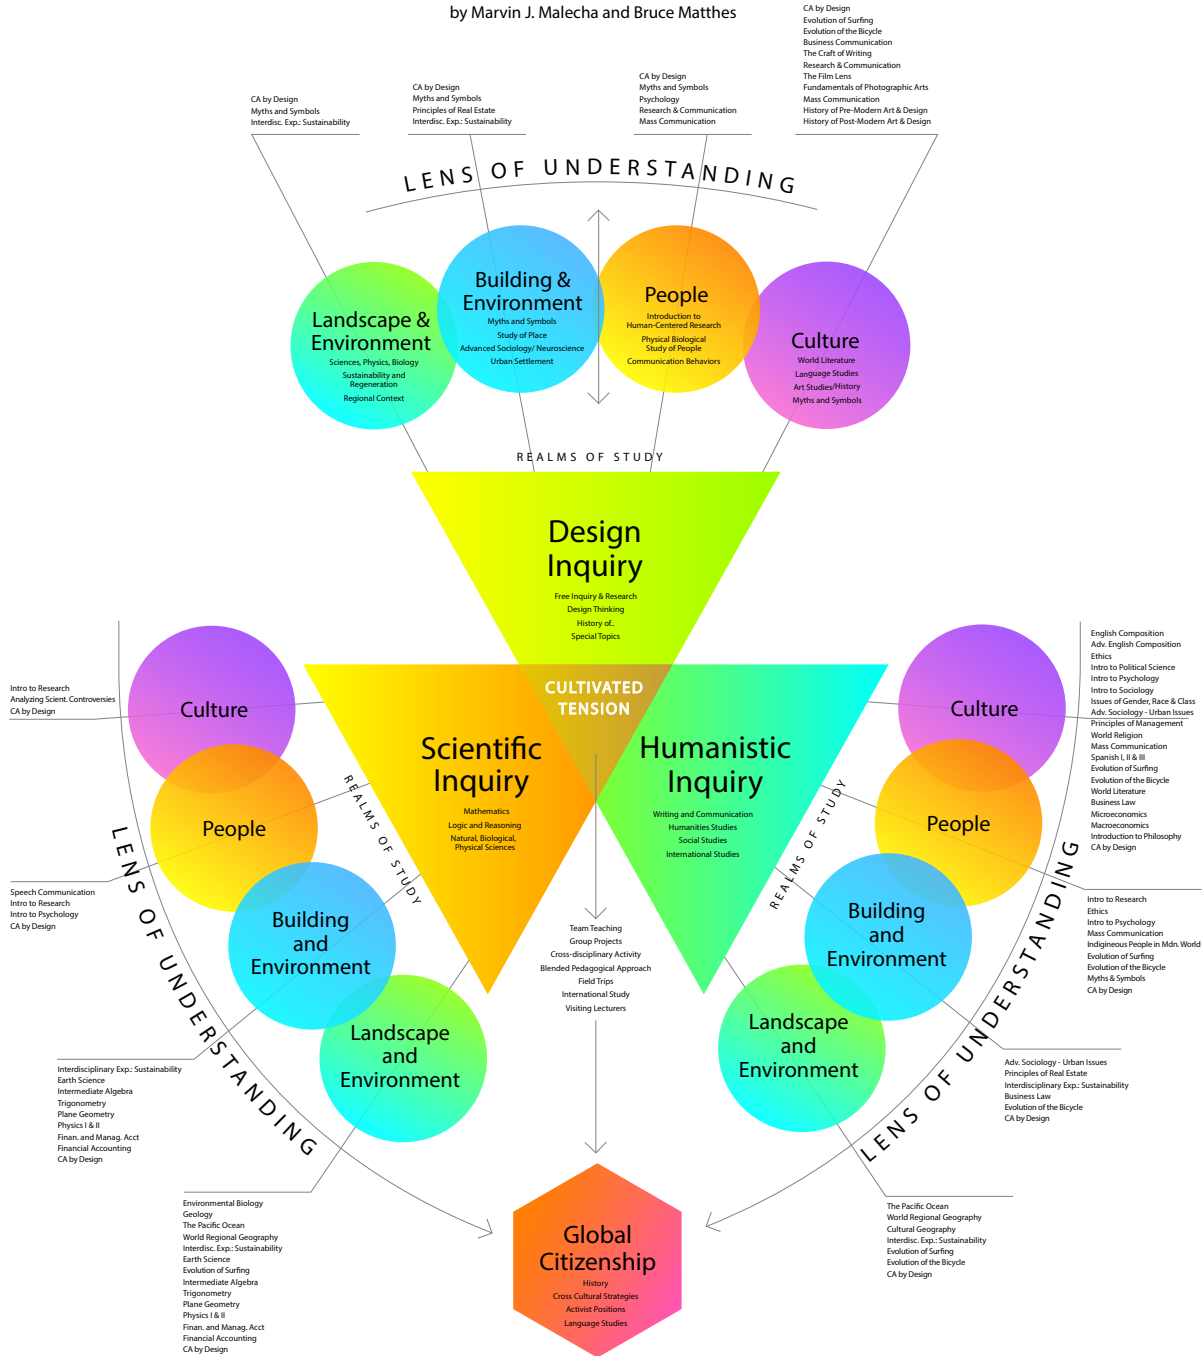 by Marvin J. Malecha and Bruce Matthes
CA by Design
Myths and Symbols
Interdisc. Exp.: Sustainability
CA by Design
Myths and Symbols
Principles of Real Estate
Interdisc. Exp.: Sustainability
CA by Design
Myths and Symbols
Psychology
Research & Communication
Mass Communication
CA by Design
Evolution of Surfing
Evolution of the Bicycle
Business Communication
The Craft of Writing
Research & Communication
The Film Lens
Fundamentals of Photographic Arts
Mass Communication
History of Pre-Modern Art & Design
History of Post-Modern Art & Design
LENS OF UNDERSTANDING
Landscape &
Environment
Sciences, Physics, Biology
Sustainability and
Regeneration
Regional Context
Building &
Environment
Myths and Symbols
Study of Place
Advanced Sociology/ Neuroscience
Urban Settlement
People
Introduction to
Human-Centered Research
Physical Biological
Study of People
Communication Behaviors
Culture
World Literature
Language Studies
Art Studies/History
Myths and Symbols
REALMS OF STUDY
Design
Inquiry
Free Inquiry & Research
Design Thinking
History of..
Special Topics
CULTIVATED
TENSION
Scientific
Inquiry
Mathematics
Logic and Reasoning
Natural, Biological,
Physical Sciences
Humanistic
Inquiry
Writing and Communication
Humanities Studies
Social Studies
International Studies
REALMS OF STUDY
REALMS OF STUDY
Culture
People
Building
and
Environment
Landscape
and
Environment
LENS OF UNDERSTANDING
Intro to Research
Analyzing Scient. Controversies
CA by Design
Speech Communication
Intro to Research
Intro to Psychology
CA by Design
Interdisciplinary Exp.: Sustainability
Earth Science
Intermediate Algebra
Trigonometry
Plane Geometry
Physics I & II
Finan. and Manag. Acct
Financial Accounting
CA by Design
Environmental Biology
Geology
The Pacific Ocean
World Regional Geography
Interdisc. Exp.: Sustainability
Earth Science
Evolution of Surfing
Intermediate Algebra
Trigonometry
Plane Geometry
Physics I & II
Finan. and Manag. Acct
Financial Accounting
CA by Design
Team Teaching
Group Projects
Cross-disciplinary Activity
Blended Pedagogical Approach
Field Trips
International Study
Visiting Lecturers
Culture
People
Building
and
Environment
Landscape
and
Environment
LENS OF UNDERSTANDING
English Composition
Adv. English Composition
Ethics
Intro to Political Science
Intro to Psychology
Intro to Sociology
Issues of Gender, Race & Class
Adv. Sociology - Urban Issues
Principles of Management
World Religion
Mass Communication
Spanish I, II & III
Evolution of Surfing
Evolution of the Bicycle
World Literature
Business Law
Microeconomics
Macroeconomics
Introduction to Philosophy
CA by Design
Intro to Research
Ethics
Intro to Psychology
Mass Communication
Indigineous People in Mdn. World
Evolution of Surfing
Evolution of the Bicycle
Myths & Symbols
CA by Design
Adv. Sociology - Urban Issues
Principles of Real Estate
Interdisciplinary Exp.: Sustainability
Business Law
Evolution of the Bicycle
CA by Design
The Pacific Ocean
World Regional Geography
Cultural Geography
Interdisc. Exp.: Sustainability
Evolution of Surfing
Evolution of the Bicycle
CA by Design
Global
Citizenship
History
Cross Cultural Strategies
Activist Positions
Language Studies